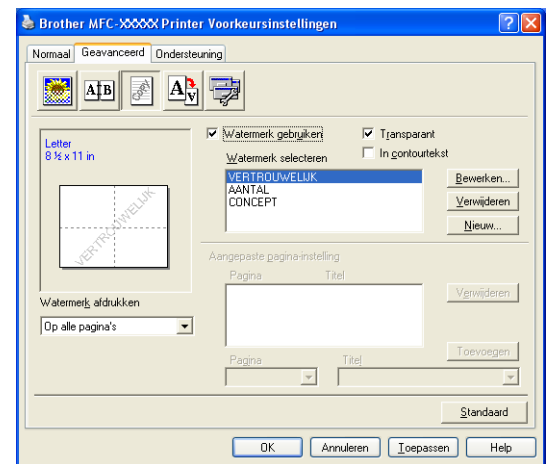 Brother MFC-XXXXX Printer Voorkeursinstellingen
Normaal Geavanceerd Ondersteuning
Letter
8 ½ x 11 in
VERTROUWELIJK
Watermerk afdrukken
Op alle pagina's
Watermerk gebruiken
Transparant
In contourtekst
Watermerk selecteren
VERTROUWELIJK
AANTAL
CONCEPT
Bewerken...
Verwijderen
Nieuw...
Aangepaste pagina-instelling
Pagina Titel
Verwijderen
Toevoegen
Pagina Titel
Standaard
OK Annuleren Toepassen Help